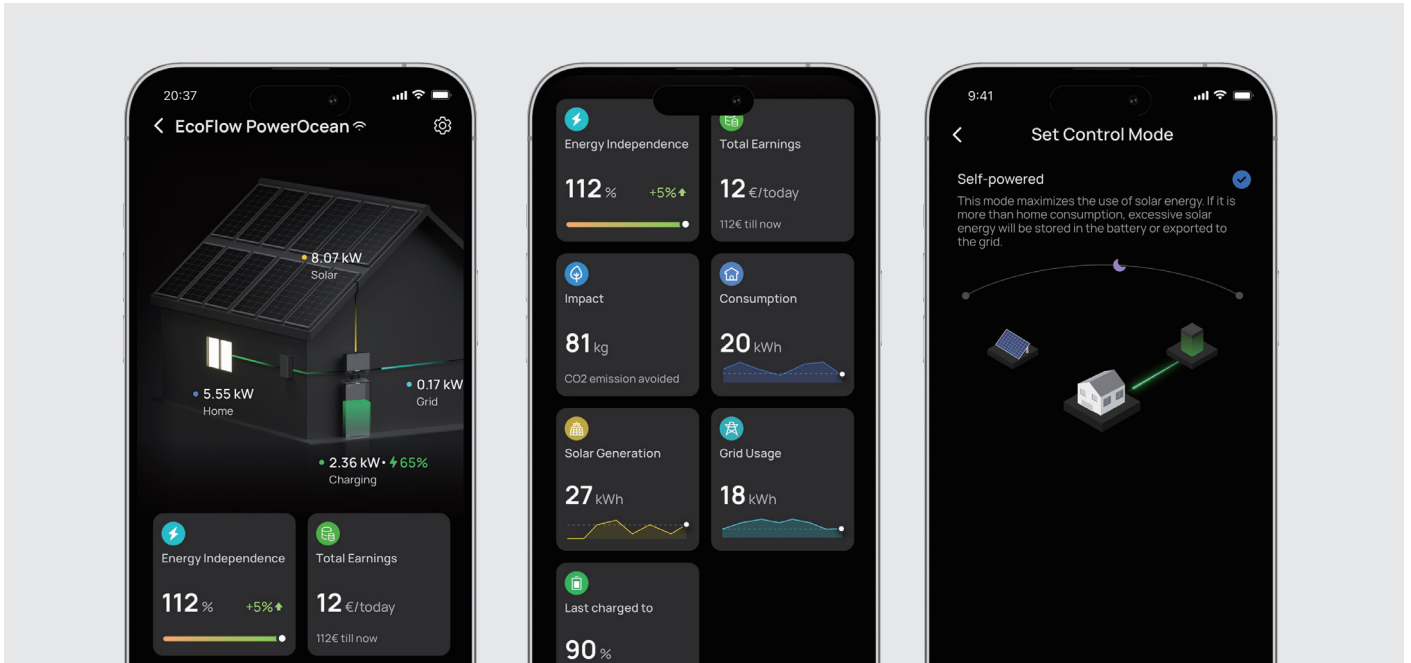 20:37
EcoFlow PowerOcean
8.07 kW
Solar
5.55 kW
Home
0.17 kW
Grid
2.36 kW • 65%
Charging
Energy Independence
112 %
+5%
Total Earnings
12 €/today
112€ till now
Energy Independence
112 %
+5%
Total Earnings
12 €/today
112€ till now
Impact
81 kg
CO2 emission avoided
Consumption
20 kWh
Solar Generation
27 kWh
Grid Usage
18 kWh
Last charged to
90 %
9:41
Set Control Mode
Self-powered
This mode maximizes the use of solar energy. If it is
more than home consumption, excessive solar
energy will be stored in the battery or exported to
the grid.